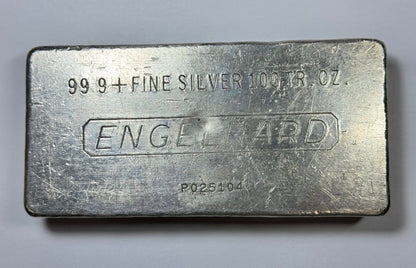 99 9+ FINE SILVER 100 TR. OZ.
ENGELHARD
P025104